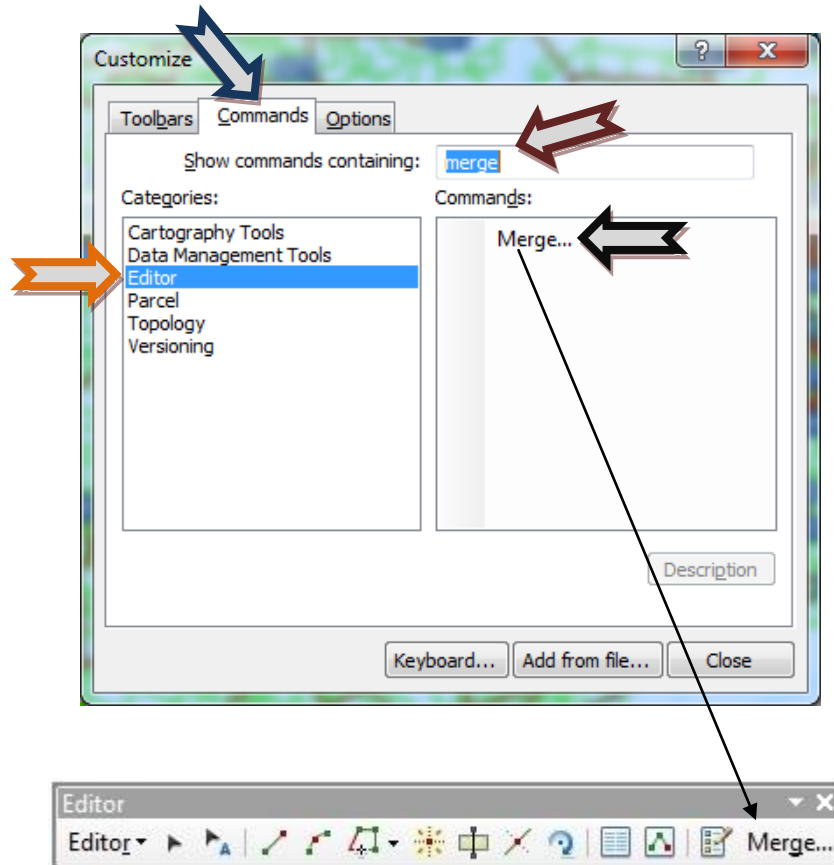 Customize
Toolbars Commands Options
Show commands containing: merge
Categories: Commands:
Cartography Tools
Data Management Tools
Editor
Parcel
Topology
Versioning
Merge...
Description
Keyboard... Add from file... Close
Editor
Editor A Merge...